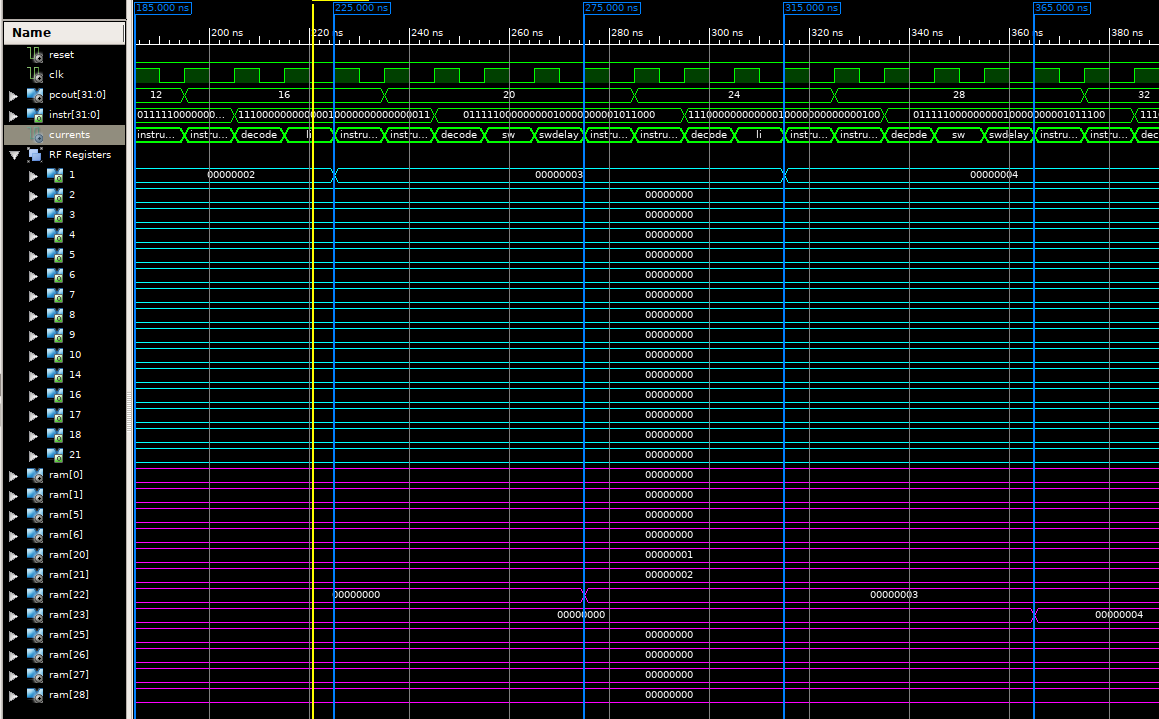 185.000 ns 225.000 ns 275.000 ns 315.000 ns 365.000 ns
Name 200 ns 220 ns 240 ns 260 ns 280 ns 300 ns 320 ns 340 ns 360 ns 380 ns
reset
clk
pcout[31:0] 12 16 20 24 28 32
instr[31:0]
currents instru... instru... decode li instru... instru... decode sw swdelay instru... instru... decode li instru... instru... decode sw swdelay instru... instru... dec
RF Registers
1 00000002 00000003 00000004
2 00000000
3 00000000
4 00000000
5 00000000
6 00000000
7 00000000
8 00000000
9 00000000
10 00000000
14 00000000
16 00000000
17 00000000
18 00000000
21 00000000
ram[0] 00000000
ram[1] 00000000
ram[5] 00000000
ram[6] 00000000
ram[20] 00000001
ram[21] 00000002
ram[22] 00000000 00000003
ram[23] 00000000 00000004
ram[25] 00000000
ram[26] 00000000
ram[27] 00000000
ram[28] 00000000